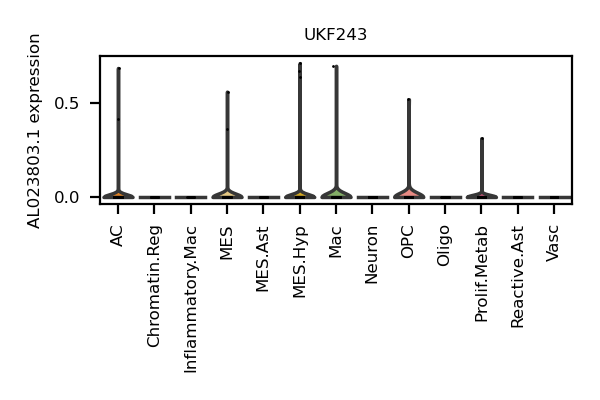 UKF243
AL023803.1 expression
0.5
0.0
AC
Chromatin.Reg
Inflammatory.Mac
MES
MES.Ast
MES.Hyp
Mac
Neuron
OPC
Oligo
Prolif.Metab
Reactive.Ast
Vasc